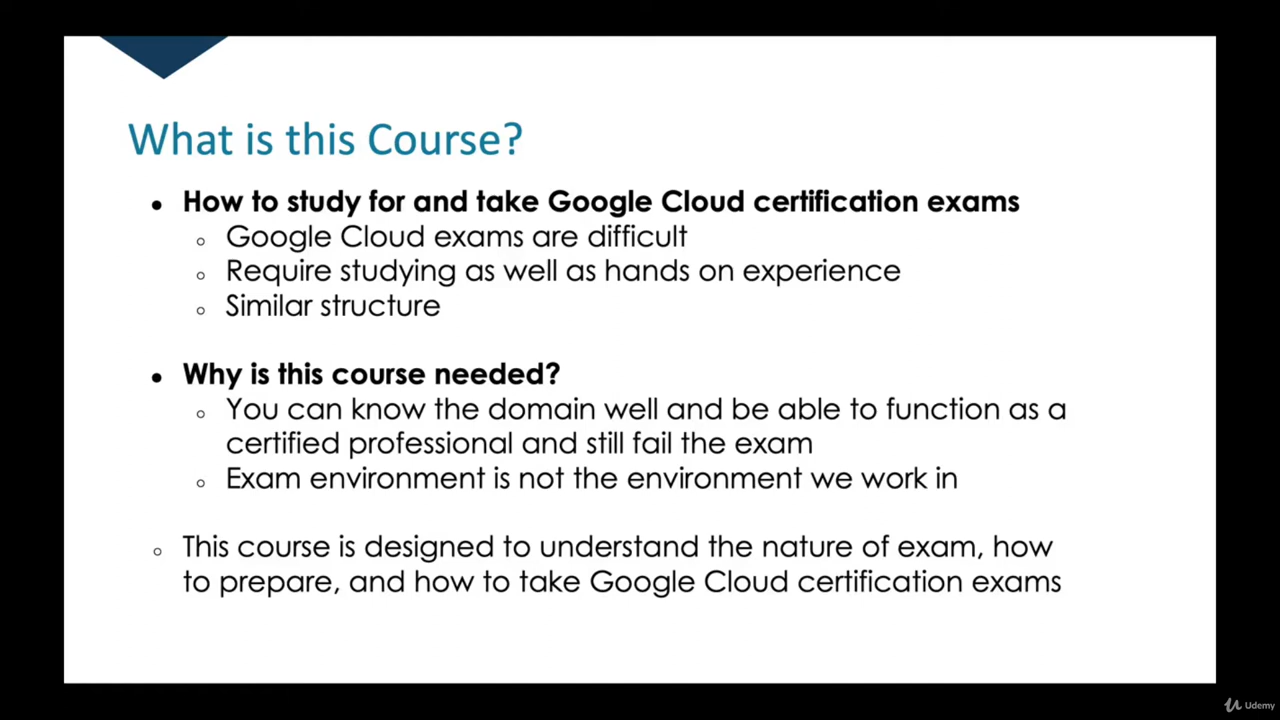 What is this Course?
• How to study for and take Google Cloud certification exams
○ Google Cloud exams are difficult
○ Require studying as well as hands on experience
○ Similar structure
• Why is this course needed?
○ You can know the domain well and be able to function as a
certified professional and still fail the exam
○ Exam environment is not the environment we work in
○ This course is designed to understand the nature of exam, how
to prepare, and how to take Google Cloud certification exams
Udemy